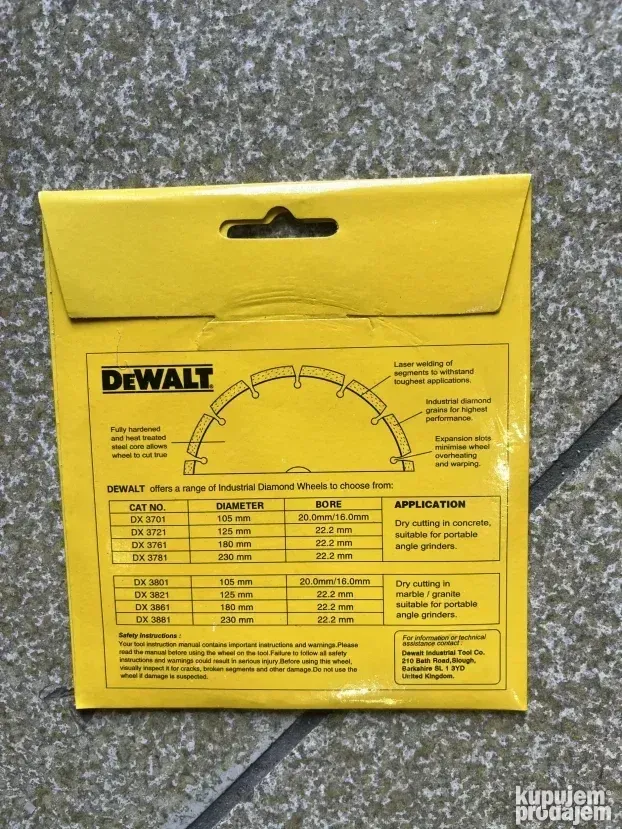 DEWALT
Laser welding of
segments to withstand
toughest applications.
Industrial diamond
grains for highest
performance.
Fully hardened
and heat treated
steel core allows
wheel to cut true
Expansion slots
minimise wheel
overheating
and warping.
DEWALT offers a range of Industrial Diamond Wheels to choose from:
CAT NO. DIAMETER BORE APPLICATION
DX 3701 105 mm 20.0mm/16.0mm
DX 3721 125 mm 22.2 mm
DX 3761 180 mm 22.2 mm
DX 3781 230 mm 22.2 mm
Dry cutting in concrete,
suitable for portable
angle grinders.
DX 3801 105 mm 20.0mm/16.0mm
DX 3821 125 mm 22.2 mm
DX 3861 180 mm 22.2 mm
DX 3881 230 mm 22.2 mm
Dry cutting in
marble / granite
suitable for portable
angle grinders.
Safety Instructions :
Your tool instruction manual contains important instructions and warnings.Please
read the manual before using the wheel on the tool.Failure to follow all safety
instructions and warnings could result in serious injury.Before using this wheel,
visually inspect it for cracks, broken segments and other damage.Do not use the
wheel if damage is suspected.
For information or technical
assistance contact :
Dewalt Industrial Tool Co.
210 Bath Road,Slough,
Barkshire SL 1 3YD
United Kingdom.
kupujem
prodajem